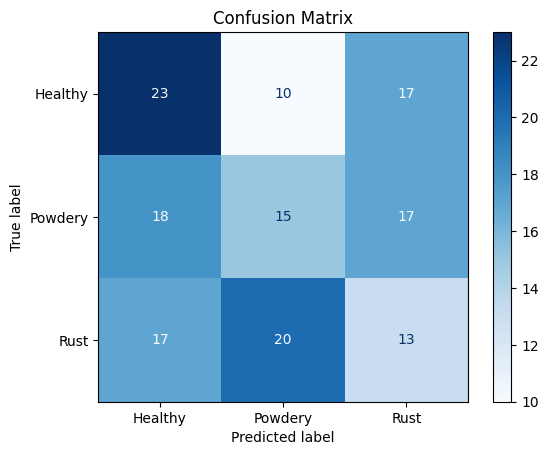 Confusion Matrix
Healthy 23 10 17
Powdery 18 15 17
Rust 17 20 13
Healthy Powdery Rust
Predicted label
True label
22
20
18
16
14
12
10